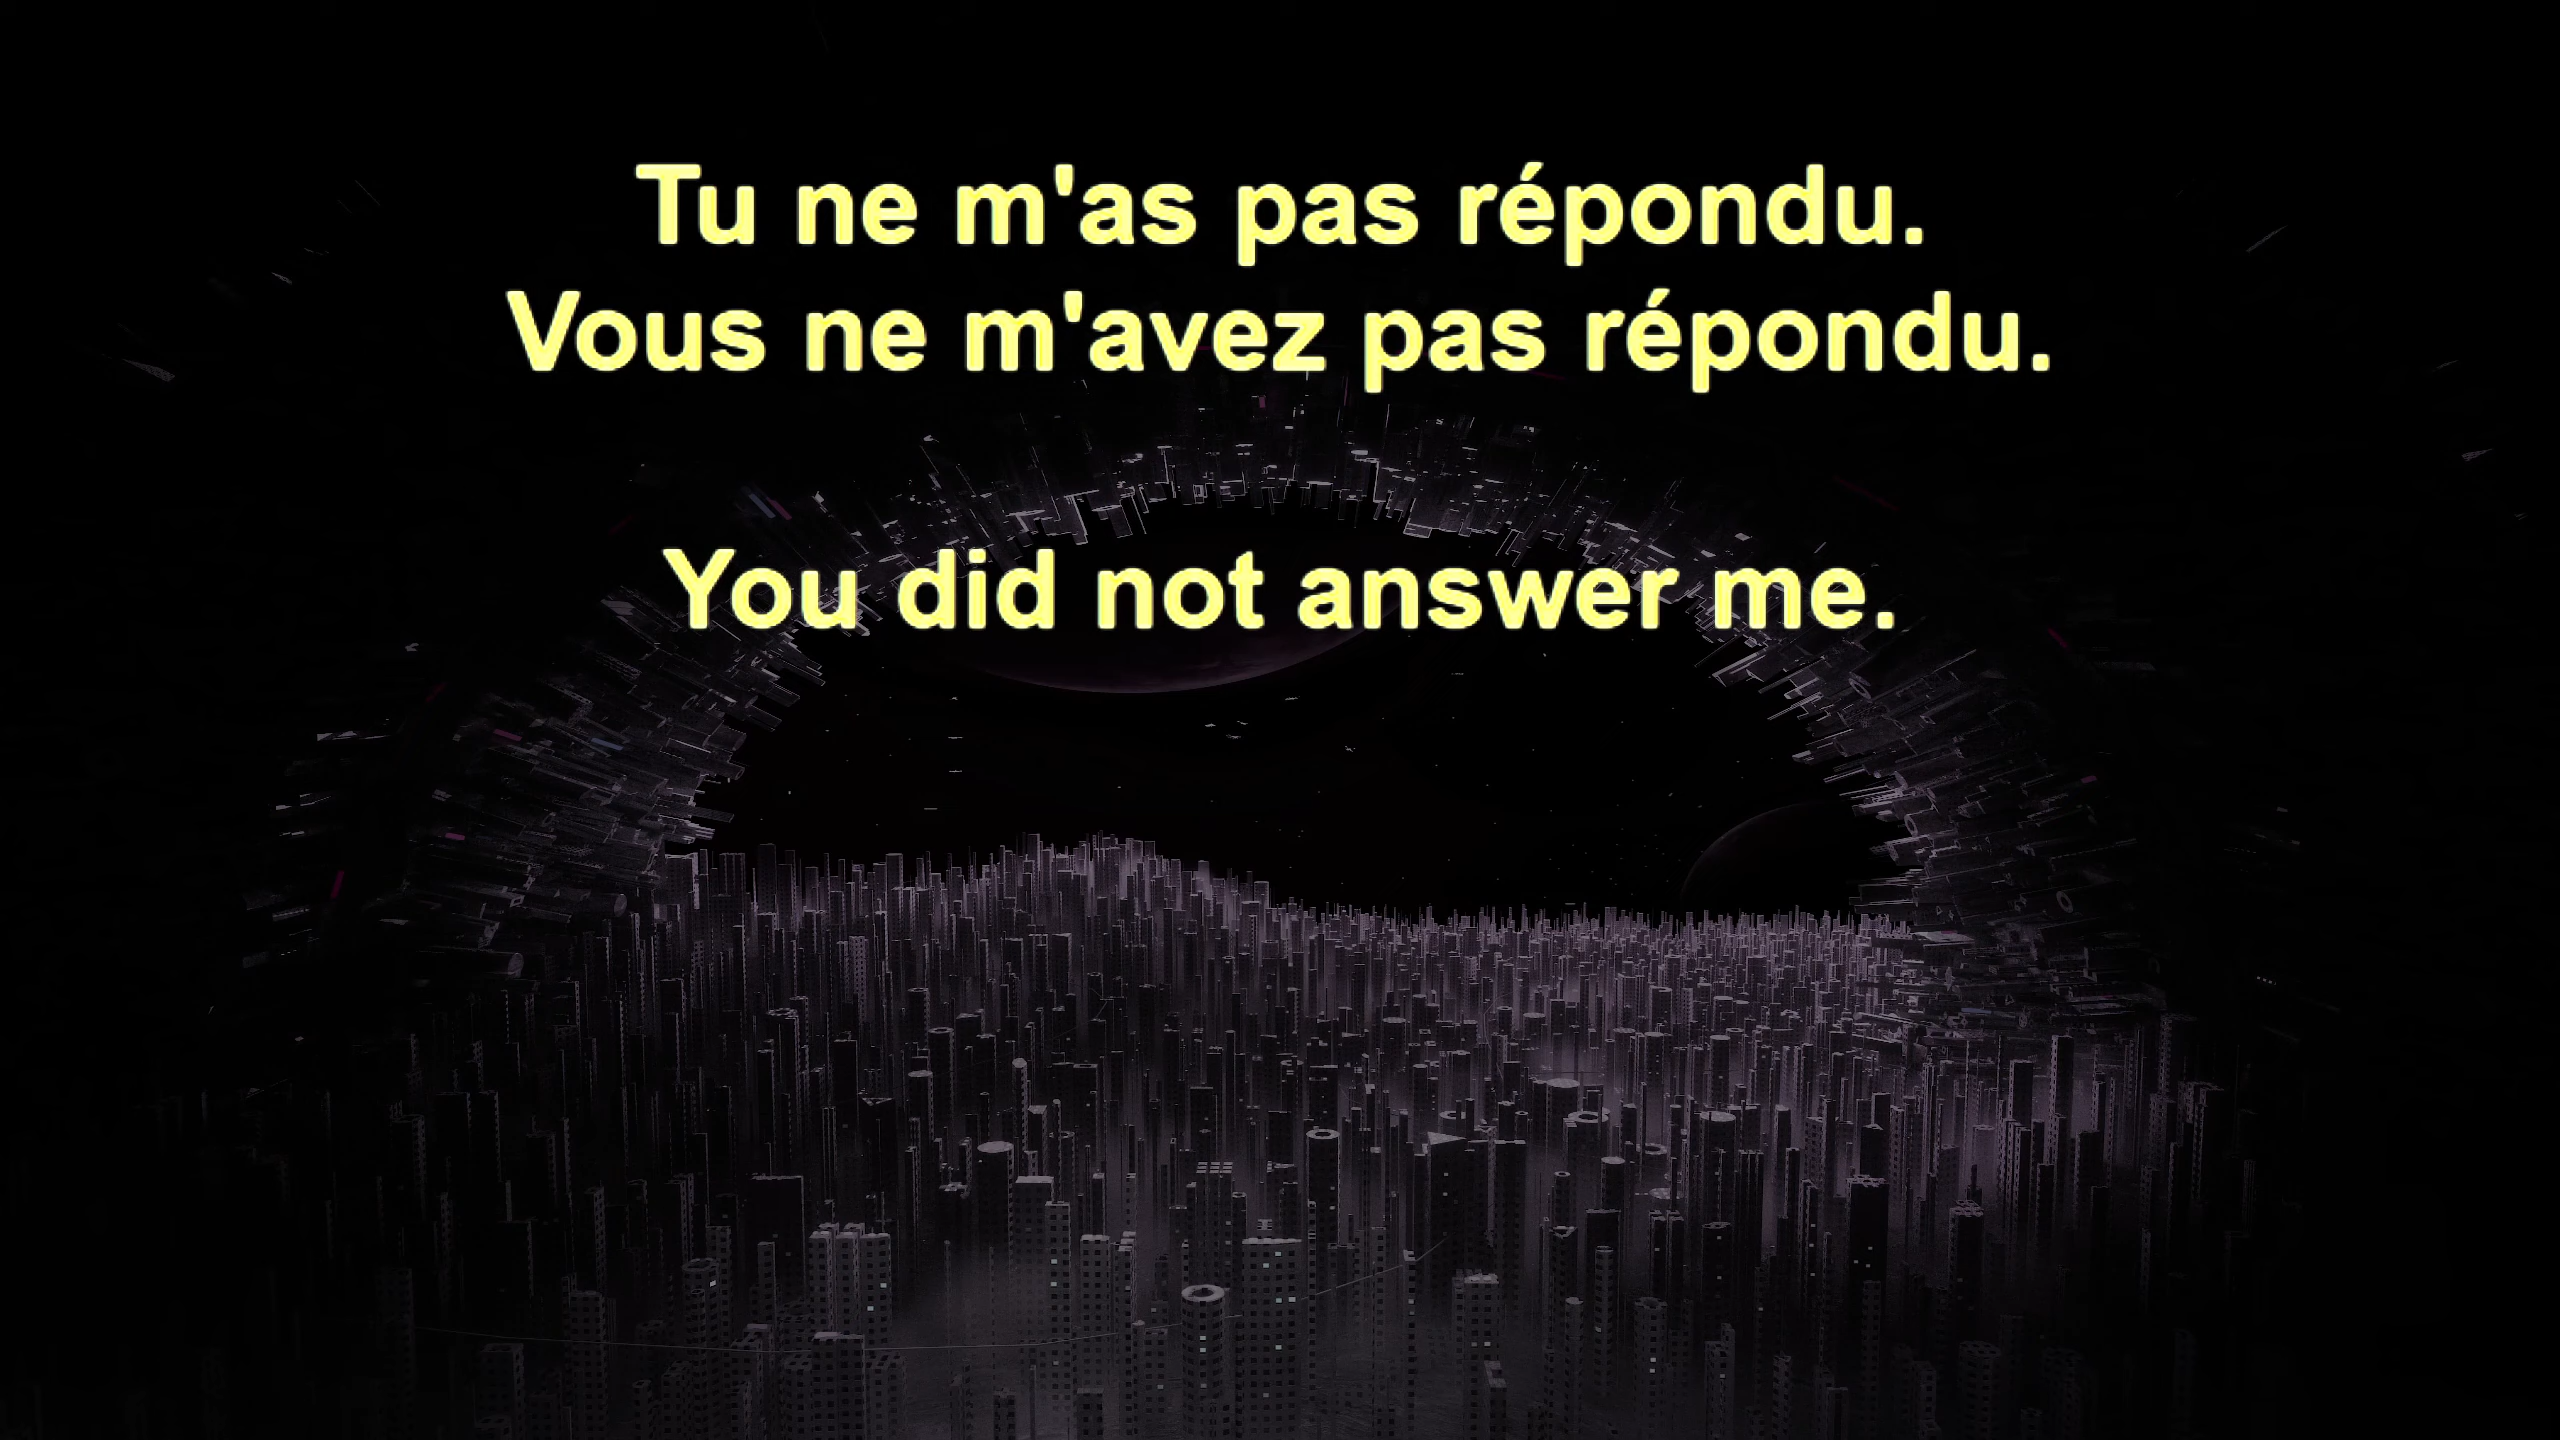 Tu ne m'as pas répondu.
Vous ne m'avez pas répondu.
You did not answer me.